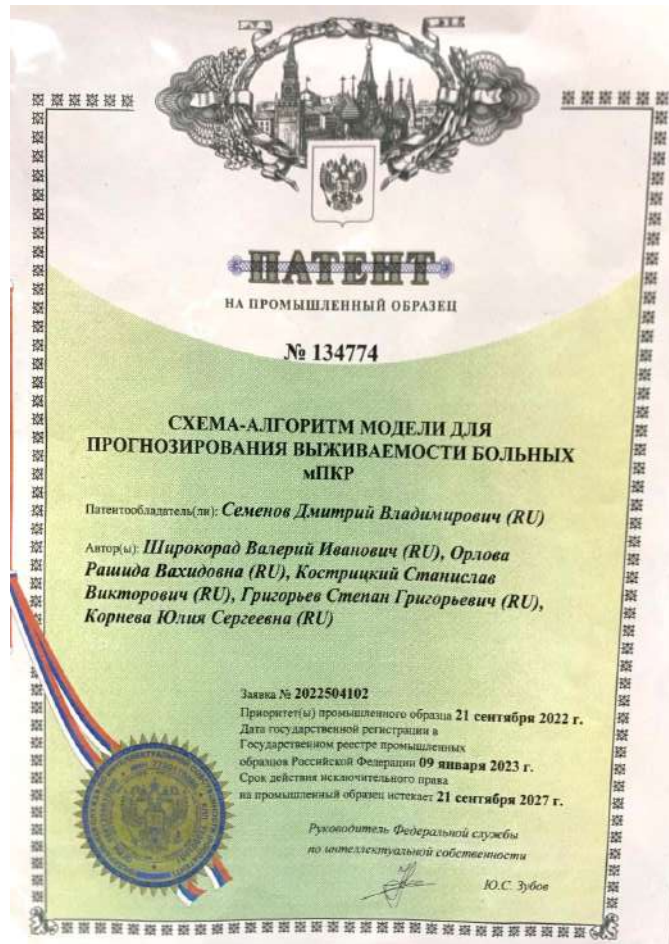 ПАТЕНТ
НА ПРОМЫШЛЕННЫЙ ОБРАЗЕЦ
№ 134774
СХЕМА-АЛГОРИТМ МОДЕЛИ ДЛЯ
ПРОГНОЗИРОВАНИЯ ВЫЖИВАЕМОСТИ БОЛЬНЫХ
мПКР
Патентообладатель(ли): Семенов Дмитрий Владимирович (RU)
Автор(ы): Широкорад Валерий Иванович (RU), Орлова
Рашида Вахидовна (RU), Кострицкий Станислав
Викторович (RU), Григорьев Степан Григорьевич (RU),
Корнева Юлия Сергеевна (RU)
Заявка № 2022504102
Приоритет(ы) промышленного образца 21 сентября 2022 г.
Дата государственной регистрации в
Государственном реестре промышленных
образцов Российской Федерации 09 января 2023 г.
Срок действия исключительного права
на промышленный образец истекает 21 сентября 2027 г.
Руководитель Федеральной службы
по интеллектуальной собственности
Ю.С. Зубов